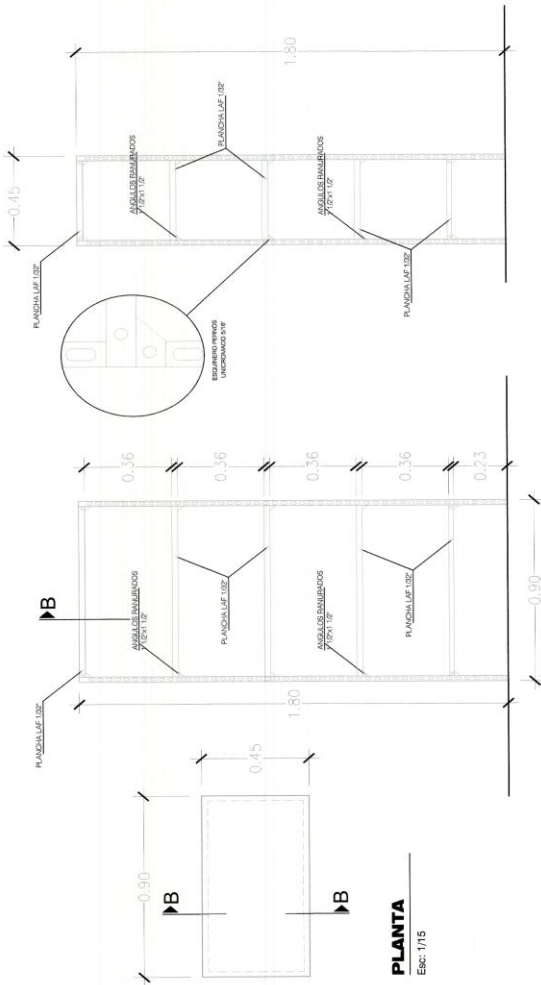 0.45
1.80
PLANCHA LAF 1/32"
ANGULOS RANURADOS
1 1/2"x1 1/2"
PLANCHA LAF 1/32"
ANGULOS RANURADOS
1 1/2"x1 1/2"
PLANCHA LAF 1/32"
ESQUINERO PERNOS
UNICROMADO 5/16"
B
PLANCHA LAF 1/32"
ANGULOS RANURADOS
1 1/2"x1 1/2"
PLANCHA LAF 1/32"
ANGULOS RANURADOS
1 1/2"x1 1/2"
PLANCHA LAF 1/32"
0.36
0.36
0.36
0.36
0.23
1.80
0.90
0.90
0.45
B
B
PLANTA
Esc: 1/15